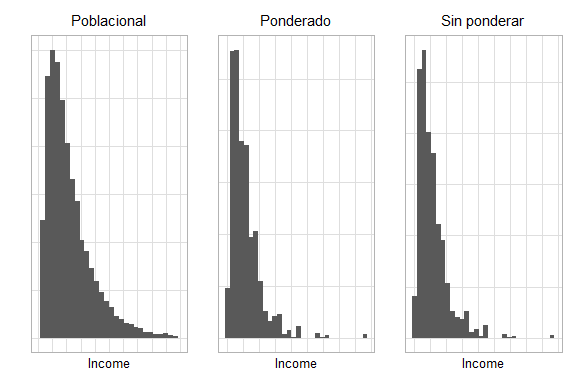 Poblacional
Ponderado
Sin ponderar
Income
Income
Income